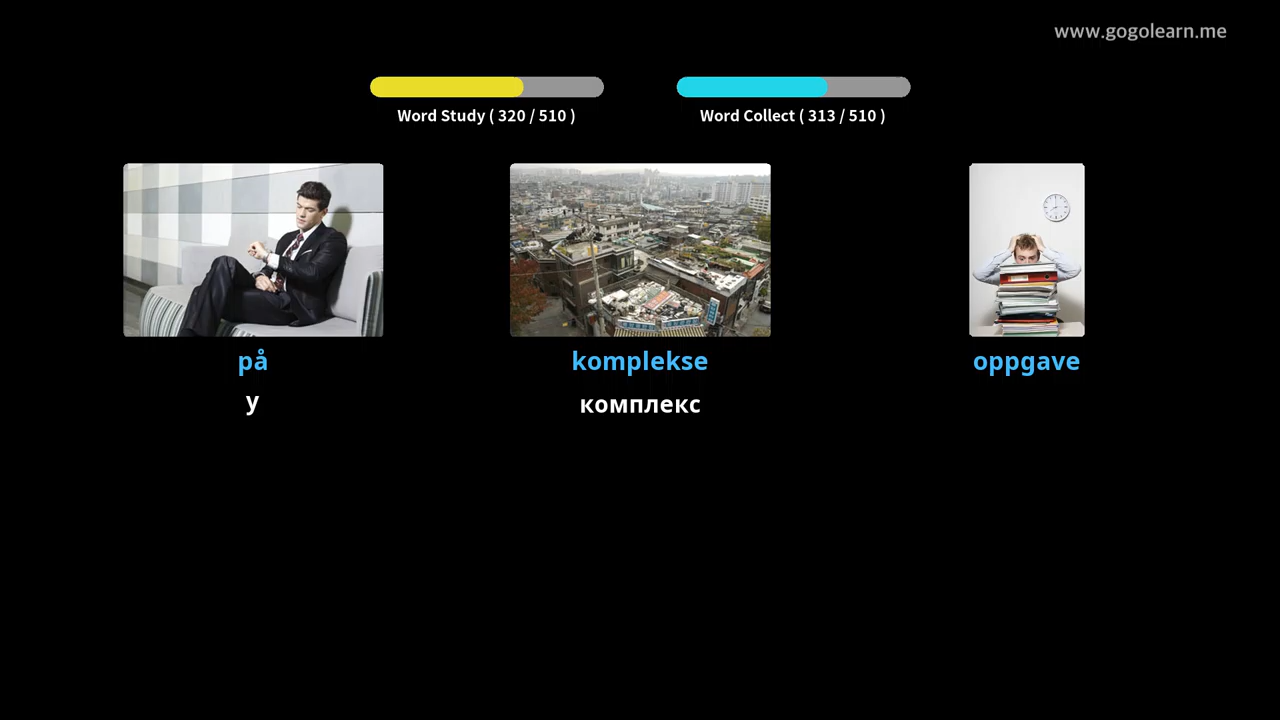 www.gogolearn.me
Word Study ( 320 / 510 )
Word Collect ( 313 / 510 )
på
komplekse
oppgave
у
комплекс